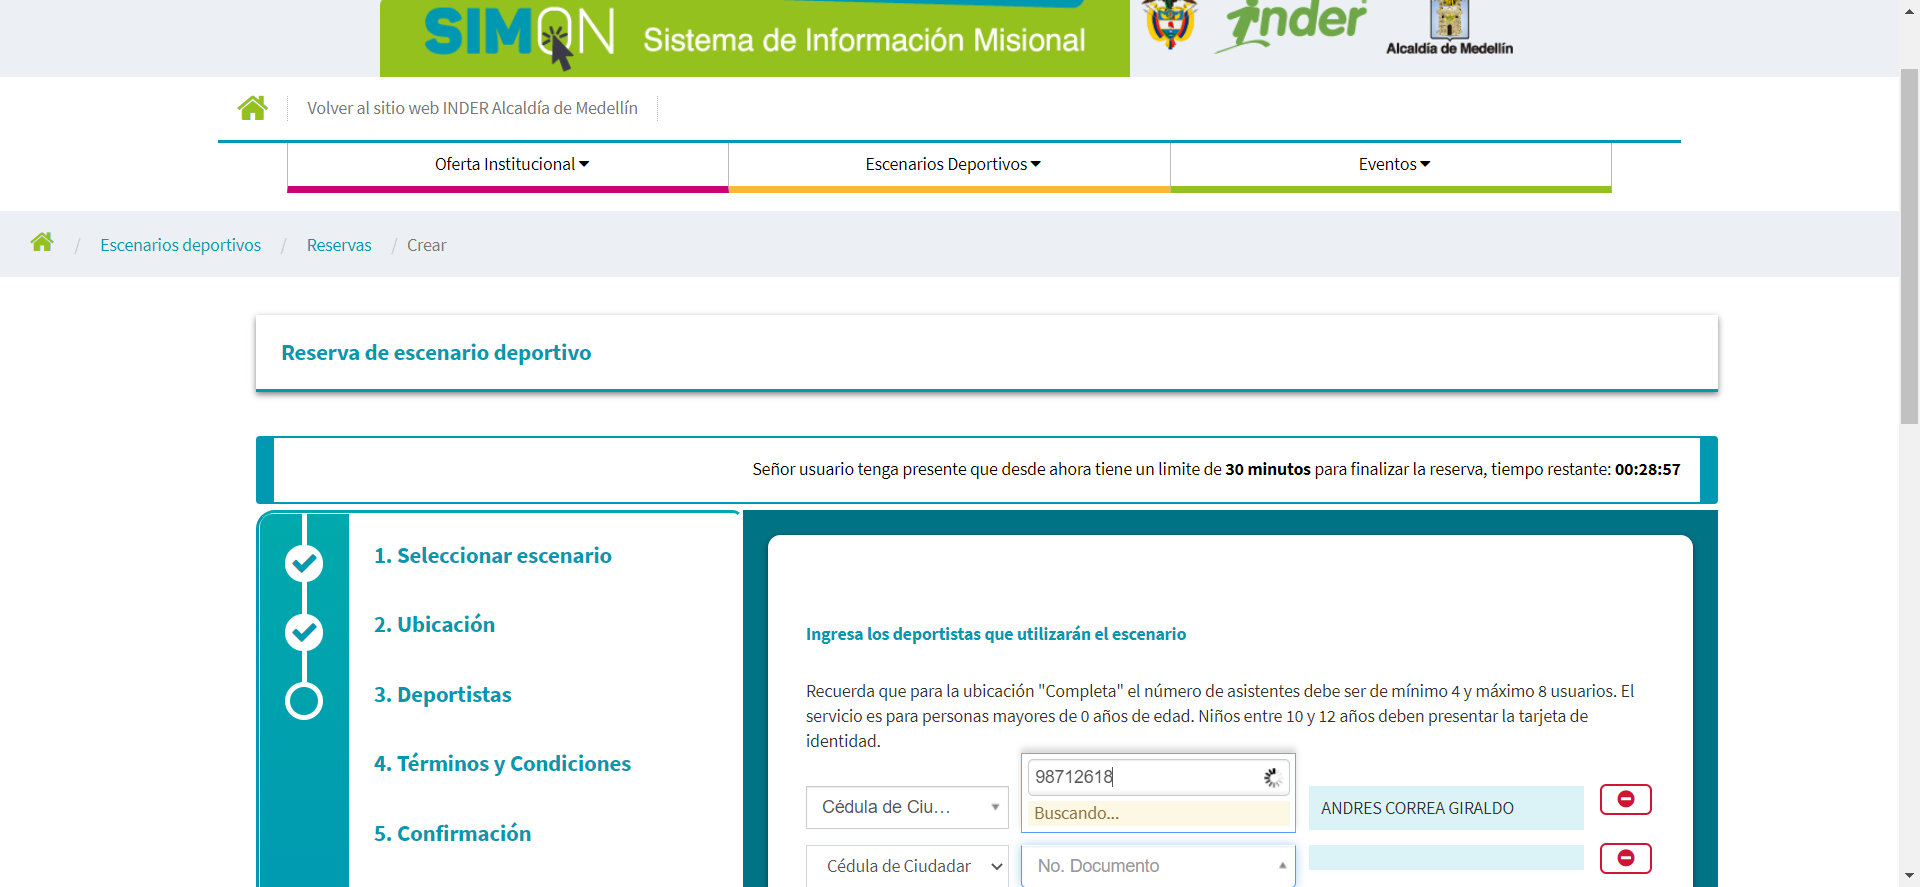 SIMON Sistema de Información Misional
inder
Alcaldía de Medellín
Volver al sitio web INDER Alcaldía de Medellín
Oferta Institucional
Escenarios Deportivos
Eventos
/ Escenarios deportivos / Reservas / Crear
Reserva de escenario deportivo
Señor usuario tenga presente que desde ahora tiene un limite de 30 minutos para finalizar la reserva, tiempo restante: 00:28:57
1. Seleccionar escenario
2. Ubicación
3. Deportistas
4. Términos y Condiciones
5. Confirmación
Ingresa los deportistas que utilizarán el escenario
Recuerda que para la ubicación "Completa" el número de asistentes debe ser de mínimo 4 y máximo 8 usuarios. El
servicio es para personas mayores de 0 años de edad. Niños entre 10 y 12 años deben presentar la tarjeta de
identidad.
98712618
Cédula de Ciu...
Buscando...
ANDRES CORREA GIRALDO
Cédula de Ciudadar
No. Documento